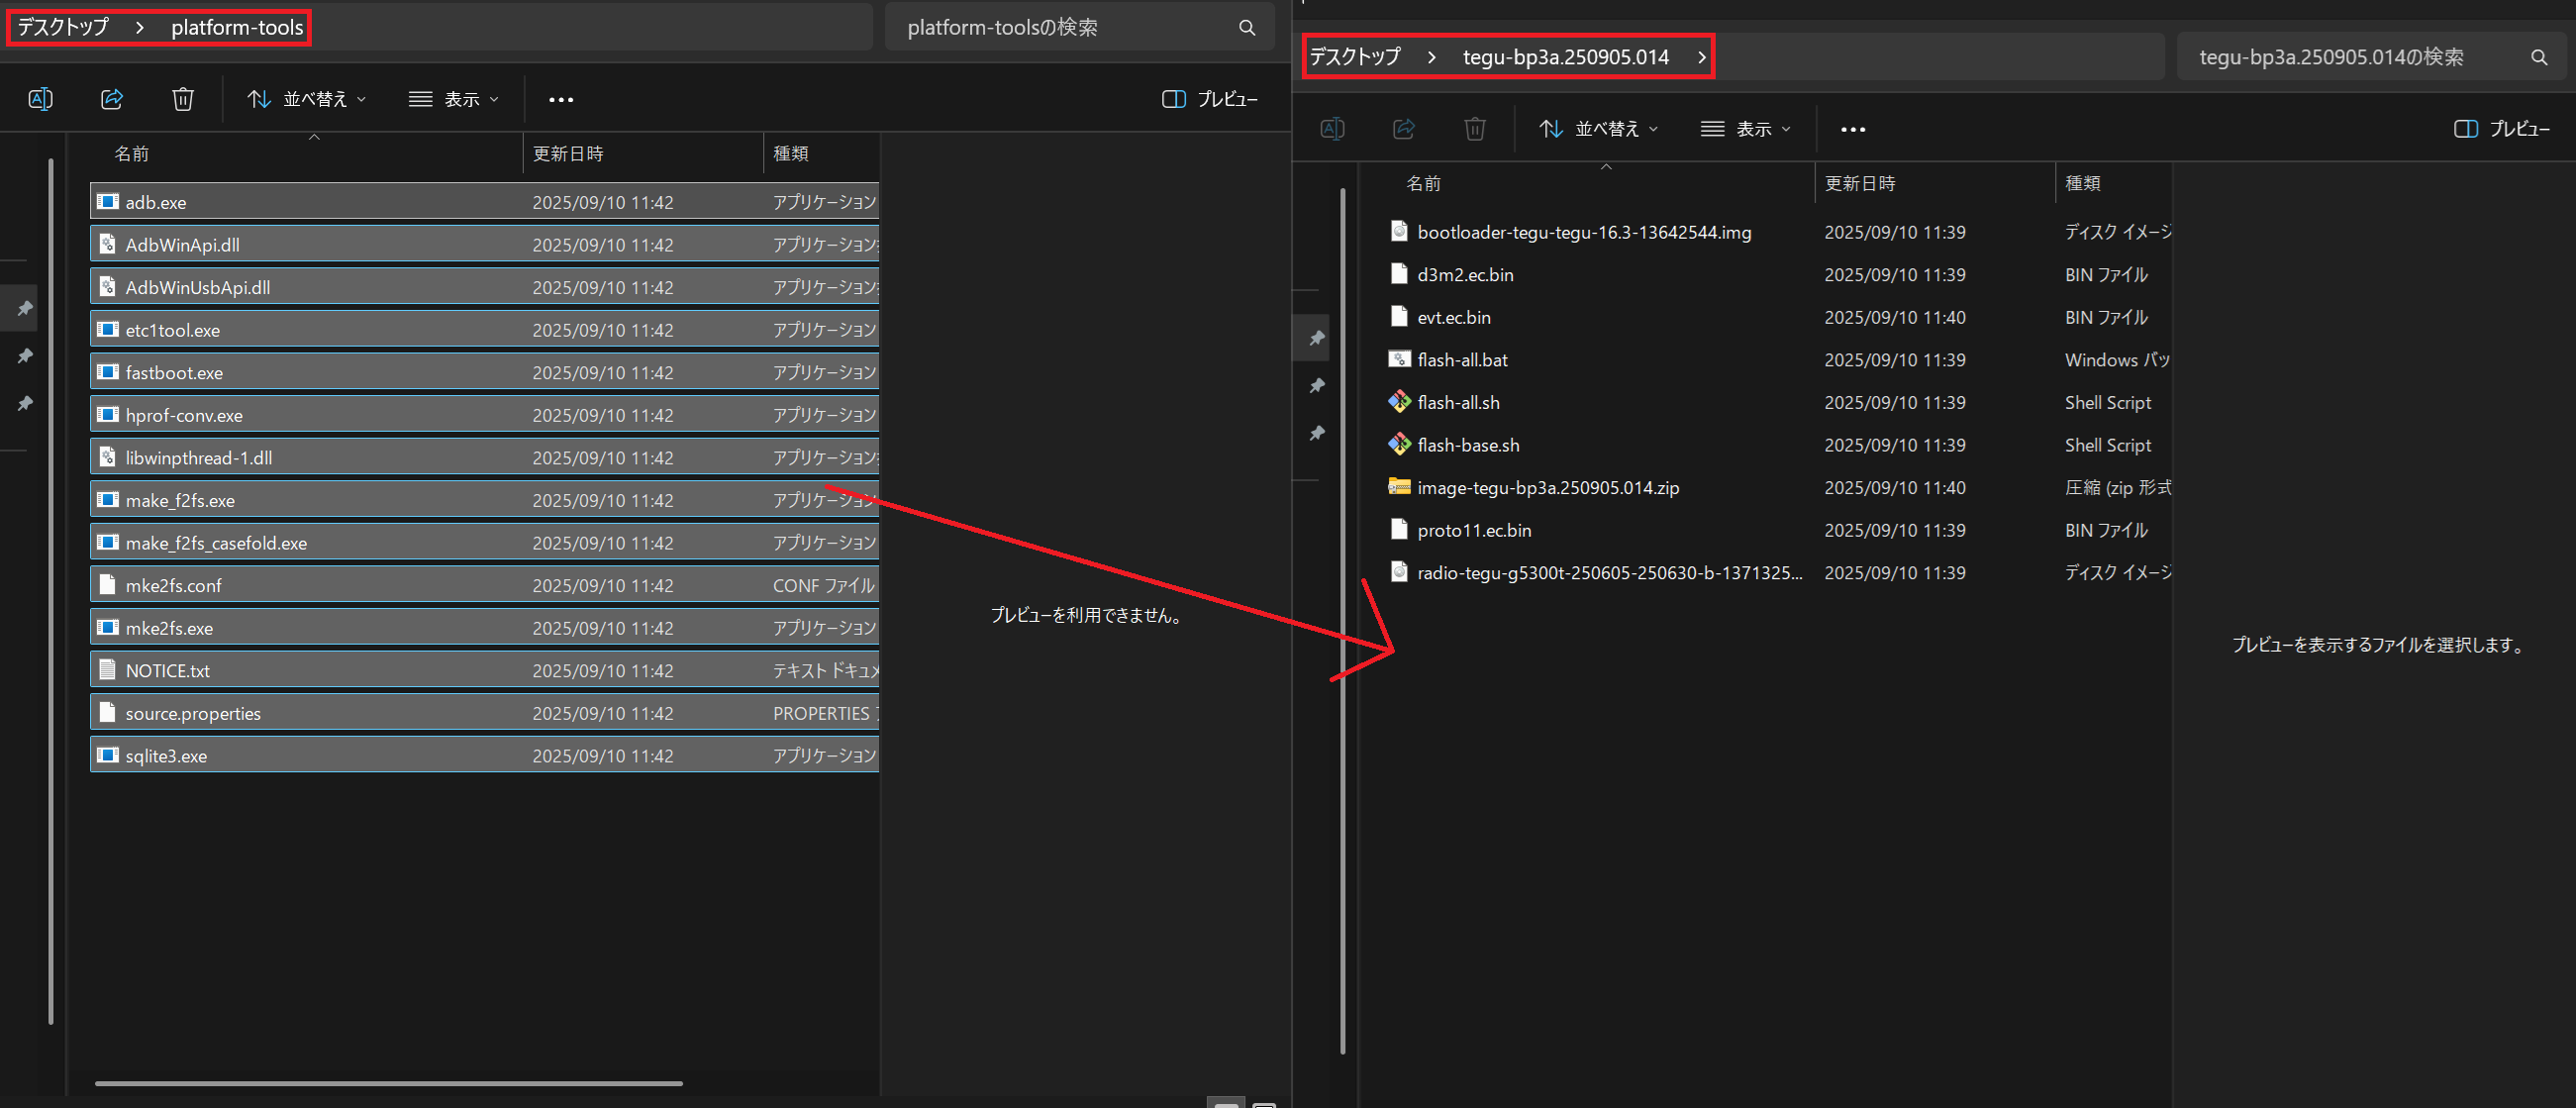 デスクトップ > platform-tools
platform-toolsの検索
並べ替え
表示
プレビュー
名前
更新日時
種類
adb.exe 2025/09/10 11:42 アプリケーション
AdbWinApi.dll 2025/09/10 11:42 アプリケーション
AdbWinUsbApi.dll 2025/09/10 11:42 アプリケーション
etc1tool.exe 2025/09/10 11:42 アプリケーション
fastboot.exe 2025/09/10 11:42 アプリケーション
hprof-conv.exe 2025/09/10 11:42 アプリケーション
libwinpthread-1.dll 2025/09/10 11:42 アプリケーション
make_f2fs.exe 2025/09/10 11:42 アプリケーション
make_f2fs_casefold.exe 2025/09/10 11:42 アプリケーション
mke2fs.conf 2025/09/10 11:42 CONF ファイル
mke2fs.exe 2025/09/10 11:42 アプリケーション
NOTICE.txt 2025/09/10 11:42 テキスト ドキュメ
source.properties 2025/09/10 11:42 PROPERTIES
sqlite3.exe 2025/09/10 11:42 アプリケーション
プレビューを利用できません。
デスクトップ > tegu-bp3a.250905.014 >
tegu-bp3a.250905.014の検索
並べ替え
表示
プレビュー
名前
更新日時
種類
bootloader-tegu-tegu-16.3-13642544.img 2025/09/10 11:39 ディスク イメージ
d3m2.ec.bin 2025/09/10 11:39 BIN ファイル
evt.ec.bin 2025/09/10 11:40 BIN ファイル
flash-all.bat 2025/09/10 11:39 Windows バッ
flash-all.sh 2025/09/10 11:39 Shell Script
flash-base.sh 2025/09/10 11:39 Shell Script
image-tegu-bp3a.250905.014.zip 2025/09/10 11:40 圧縮 (zip 形式
proto11.ec.bin 2025/09/10 11:39 BIN ファイル
radio-tegu-g5300t-250605-250630-b-1371325... 2025/09/10 11:39 ディスク イメージ
プレビューを表示するファイルを選択します。